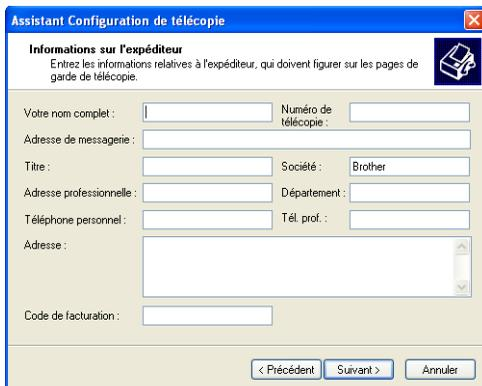 Assistant Configuration de télécopie
Informations sur l'expéditeur
Entrez les informations relatives à l'expéditeur, qui doivent figurer sur les pages de
garde de télécopie.
Votre nom complet :
Numéro de
télécopie :
Adresse de messagerie :
Titre :
Société : Brother
Adresse professionnelle :
Département :
Téléphone personnel :
Tél. prof. :
Adresse :
Code de facturation :
< Précédent
Suivant >
Annuler